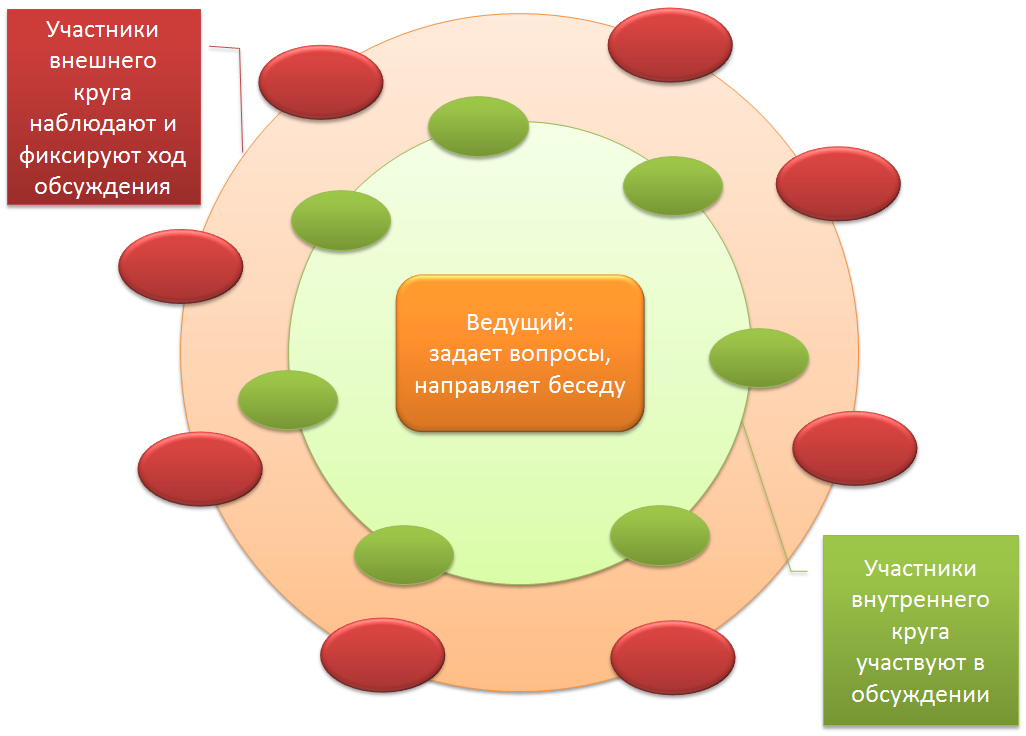 Участники
внешнего
круга
наблюдают и
фиксируют ход
обсуждения
Ведущий:
задает вопросы,
направляет беседу
Участники
внутреннего
круга
участвуют в
обсуждении